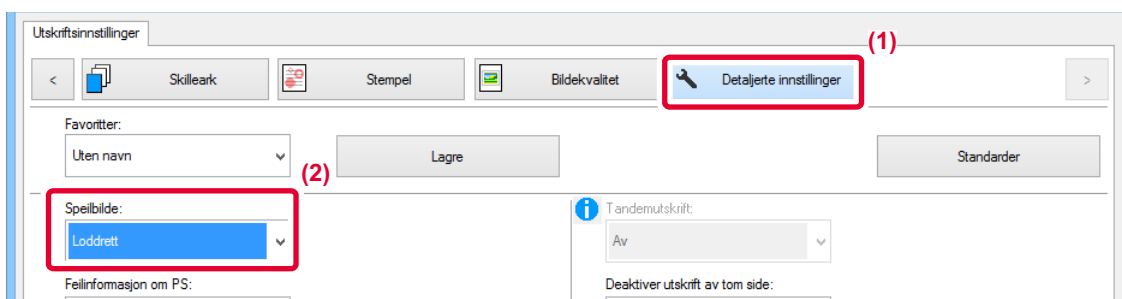 Utskriftsinnstillinger
(1)
< Skilleark Stempel Bildekvalitet Detaljerte innstillinger >
Favoritter:
Uten navn Lagre Standarder
(2)
Speilbilde: Tandemutskrift:
Loddrett Av
Feilinformasjon om PS: Deaktiver utskrift av tom side: